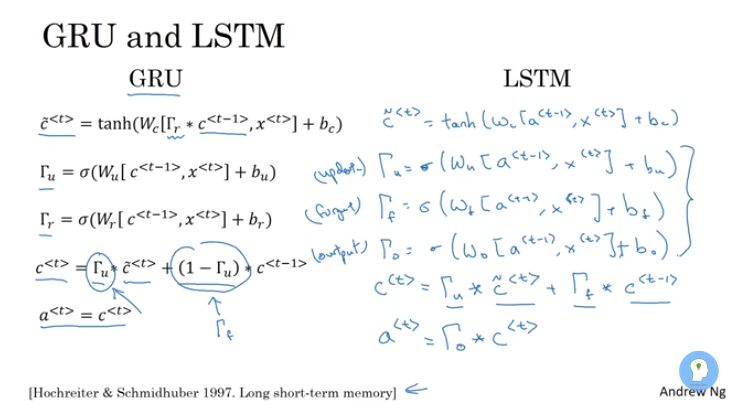 GRU and LSTM
GRU
c̃<t> = tanh(Wc[Γr * c<t−1>, x<t>] + bc)
Γu = σ(Wu[ c<t−1>, x<t>] + bu)
Γr = σ(Wr[ c<t−1>, x<t>] + br)
c<t> = Γu * c̃<t> + (1 − Γu) * c<t−1>
a<t> = c<t>
Γf
LSTM
c̃<t> = tanh(Wc[a<t-1>, x<t>] + bc)
(update) Γu = σ(Wu[a<t-1>, x<t>] + bu)
(forget) Γf = σ(Wf[a<t-1>, x<t>] + bf)
(output) Γo = σ(Wo[a<t-1>, x<t>] + bo)
c<t> = Γu * c̃<t> + Γf * c<t-1>
a<t> = Γo * c<t>
[Hochreiter & Schmidhuber 1997. Long short-term memory] ←
Andrew Ng